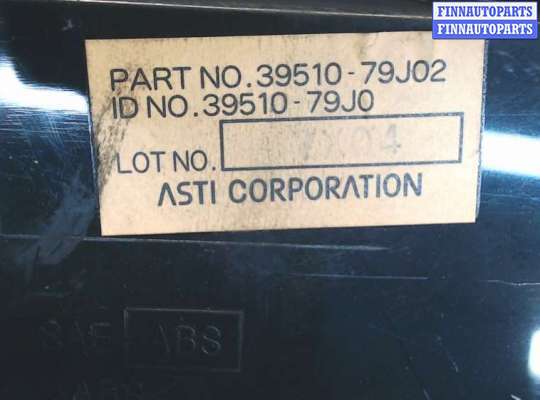 FINNAUTOPARTS
FINNAUTOPARTS
PART NO. 39510-79J02
ID NO. 39510-79J0
LOT NO.
ASTI CORPORATION
ABS